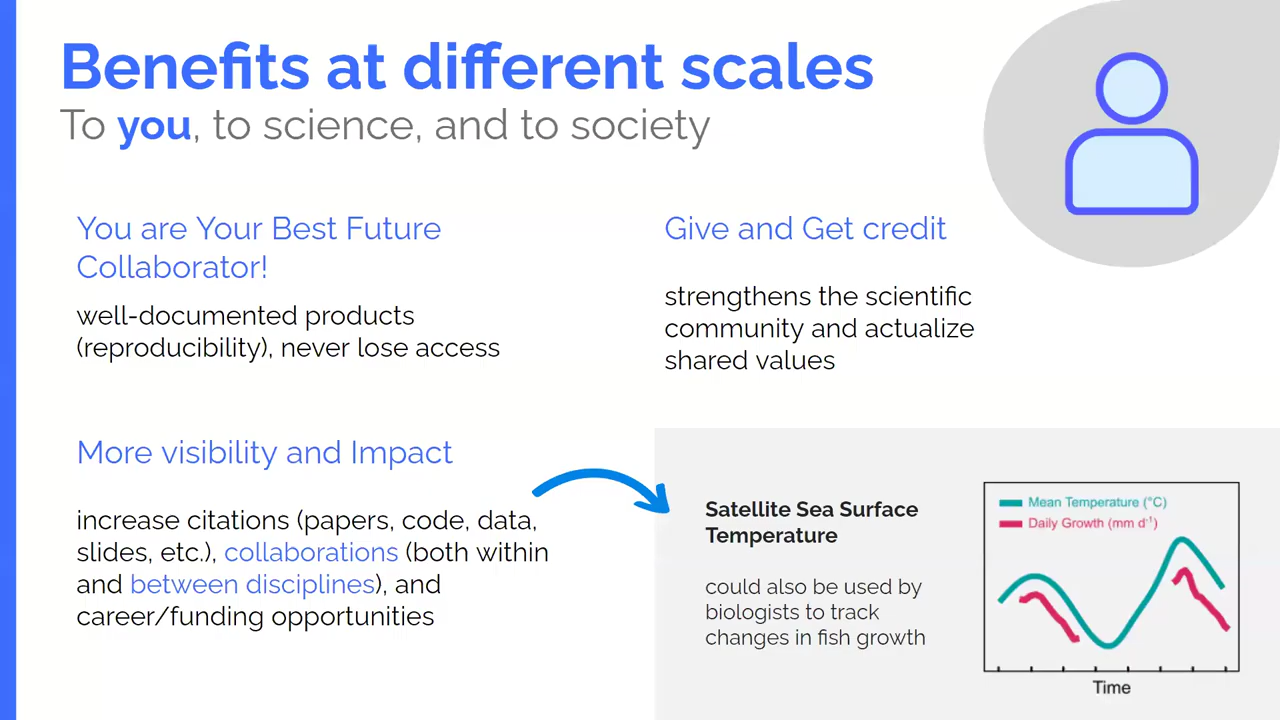 Benefits at different scales
To you, to science, and to society
You are Your Best Future
Collaborator!
well-documented products
(reproducibility), never lose access
Give and Get credit
strengthens the scientific
community and actualize
shared values
More visibility and Impact
increase citations (papers, code, data,
slides, etc.), collaborations (both within
and between disciplines), and
career/funding opportunities
Satellite Sea Surface
Temperature
could also be used by
biologists to track
changes in fish growth
Mean Temperature (°C)
Daily Growth (mm d⁻¹)
Time